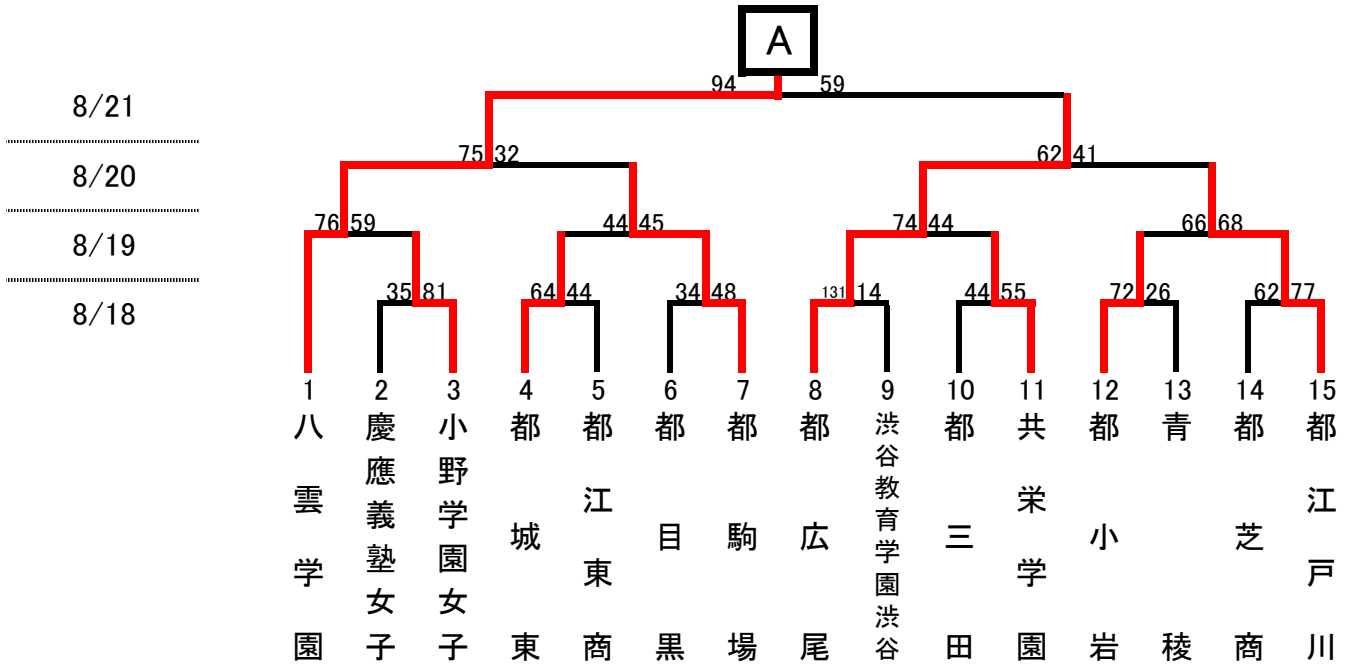 A
94 59
8/21
75 32 62 41
8/20
76 59 44 45 74 44 66 68
8/19
35 81 64 44 34 48 131 14 44 55 72 26 62 77
8/18
1 2 3 4 5 6 7 8 9 10 11 12 13 14 15
八雲学園
慶應義塾女子
小野学園女子
都城東
都江東商
都目黒
都駒場
都広尾
渋谷教育学園渋谷
都三田
共栄学園
都小岩
青稜
都芝商
都江戸川